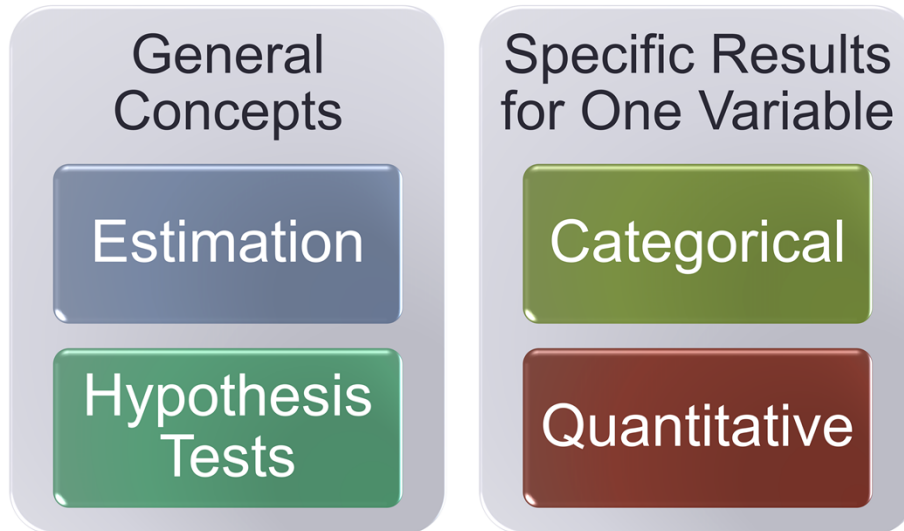 General
Concepts
Estimation
Hypothesis
Tests
Specific Results
for One Variable
Categorical
Quantitative